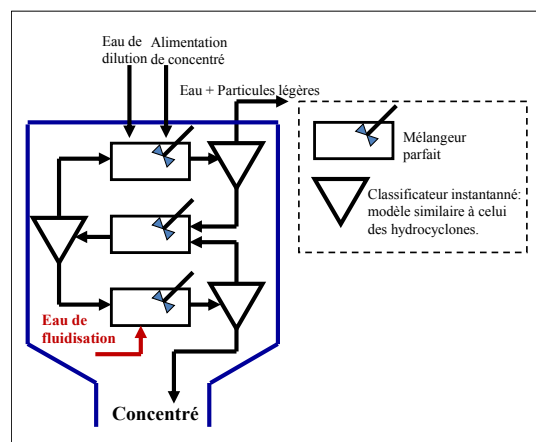 Eau de
dilution
Alimentation
de concentré
Eau + Particules légères
Mélangeur
parfait
Classificateur instantanné:
modèle similaire à celui
des hydrocyclones.
Eau de
fluidisation
Concentré